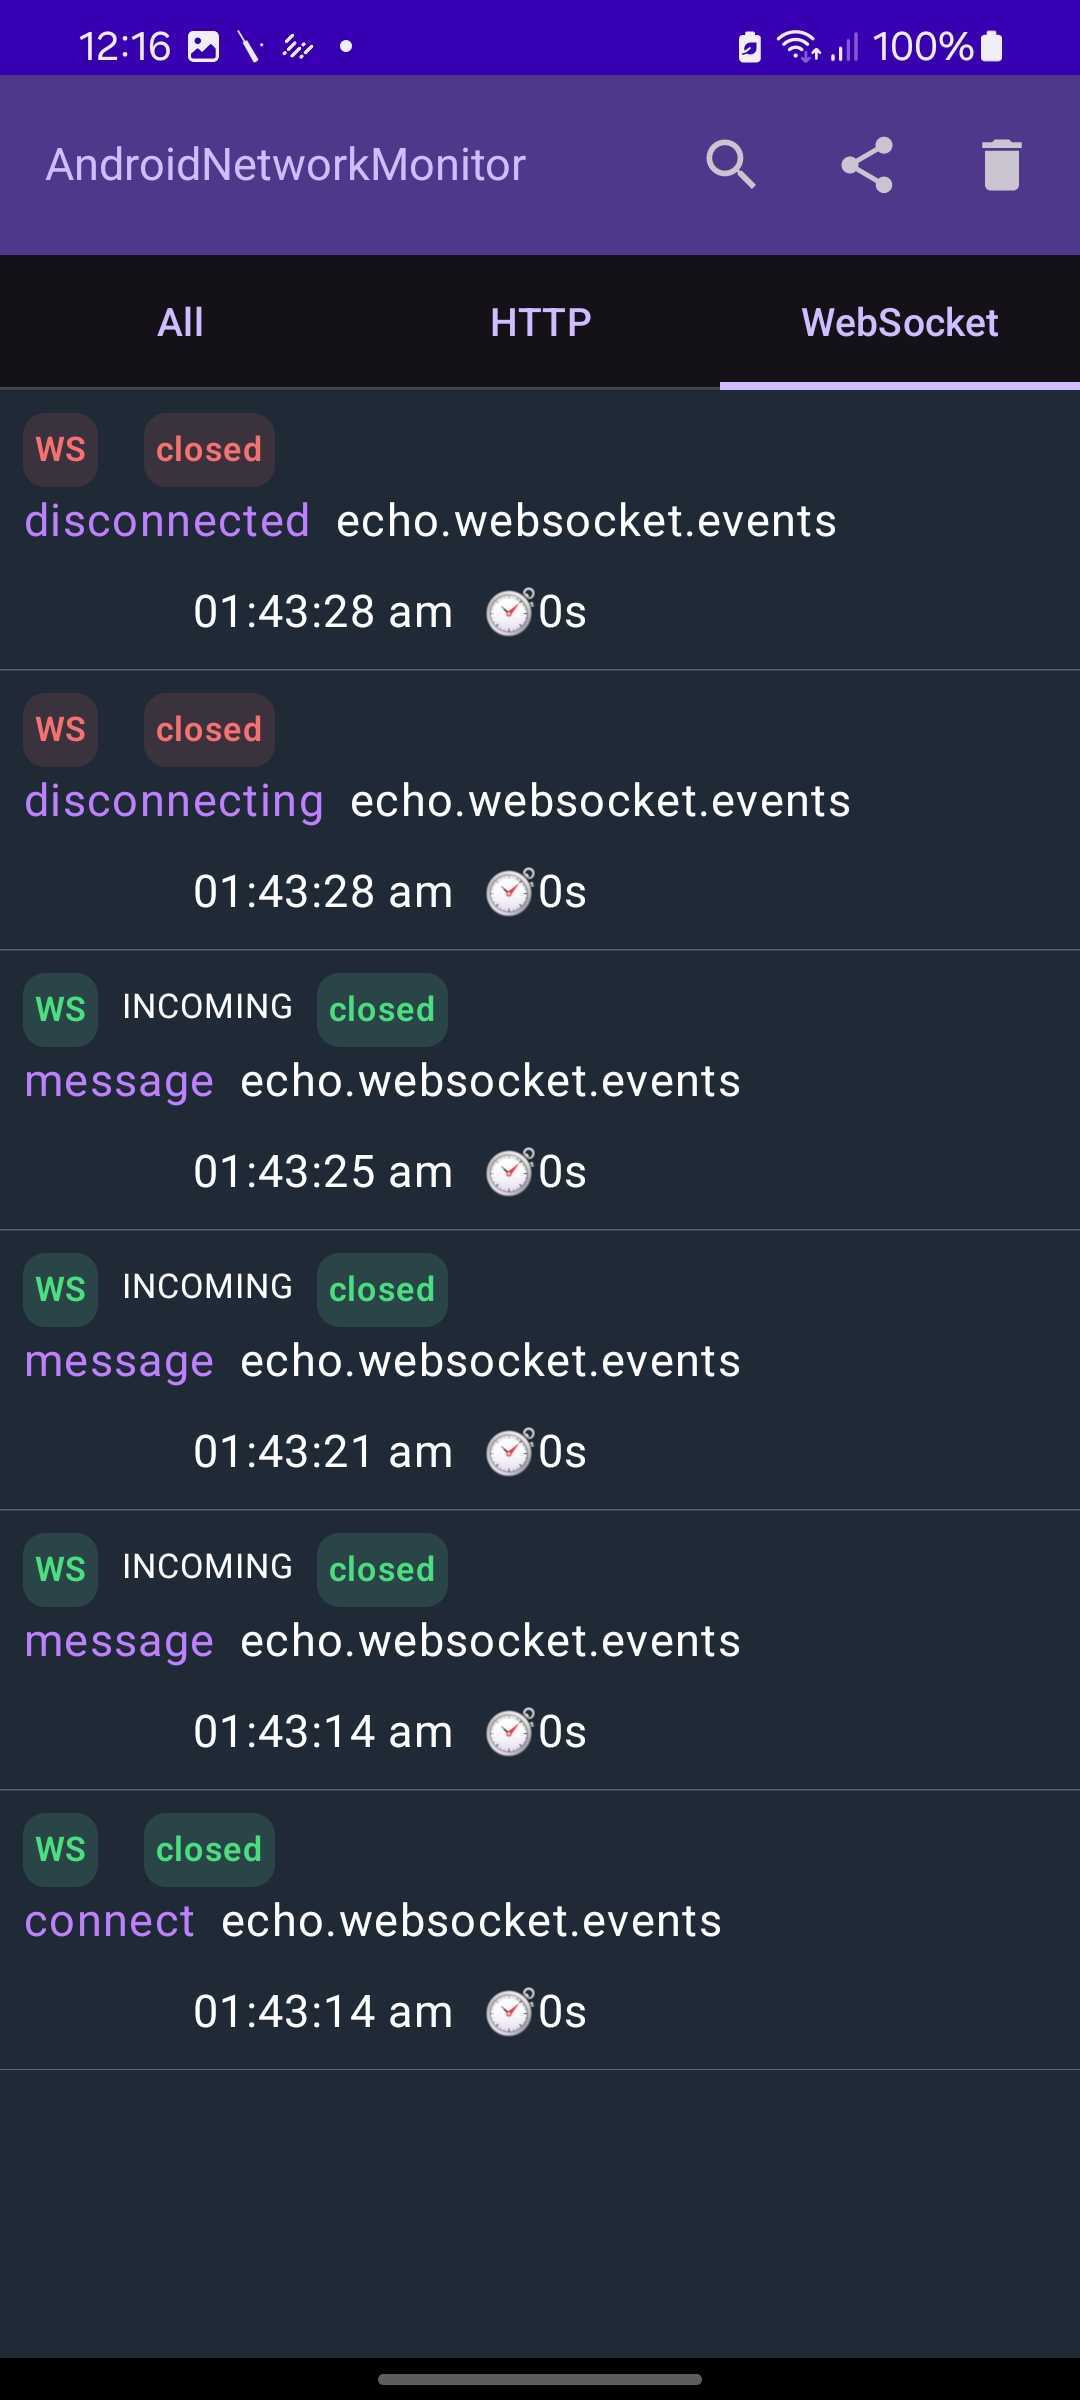 12:16 100%
AndroidNetworkMonitor
All HTTP WebSocket
WS closed
disconnected echo.websocket.events
01:43:28 am 0s
WS closed
disconnecting echo.websocket.events
01:43:28 am 0s
WS INCOMING closed
message echo.websocket.events
01:43:25 am 0s
WS INCOMING closed
message echo.websocket.events
01:43:21 am 0s
WS INCOMING closed
message echo.websocket.events
01:43:14 am 0s
WS closed
connect echo.websocket.events
01:43:14 am 0s